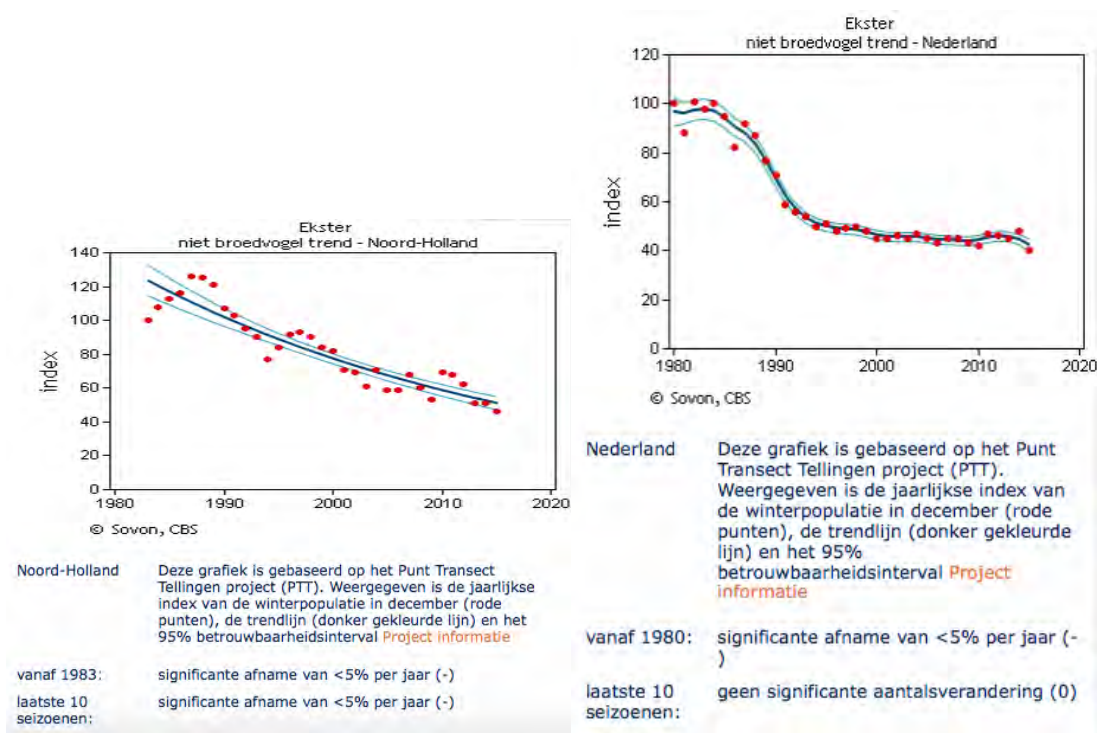 Ekster
niet broedvogel trend - Noord-Holland
140
120
100
80
60
40
20
0
index
1980
1990
2000
2010
2020
© Sovon, CBS
Noord-Holland
Deze grafiek is gebaseerd op het Punt Transect
Tellingen project (PTT). Weergegeven is de jaarlijkse
index van de winterpopulatie in december (rode
punten), de trendlijn (donker gekleurde lijn) en het
95% betrouwbaarheidsinterval Project informatie
vanaf 1983:
significante afname van <5% per jaar (-)
laatste 10
seizoenen:
significante afname van <5% per jaar (-)
Ekster
niet broedvogel trend - Nederland
120
100
80
60
40
20
0
index
1980
1990
2000
2010
2020
© Sovon, CBS
Nederland
Deze grafiek is gebaseerd op het Punt
Transect Tellingen project (PTT).
Weergegeven is de jaarlijkse index van
de winterpopulatie in december (rode
punten), de trendlijn (donker gekleurde
lijn) en het 95%
betrouwbaarheidsinterval Project
informatie
vanaf 1980:
significante afname van <5% per jaar (-
)
laatste 10
seizoenen:
geen significante aantalsverandering (0)